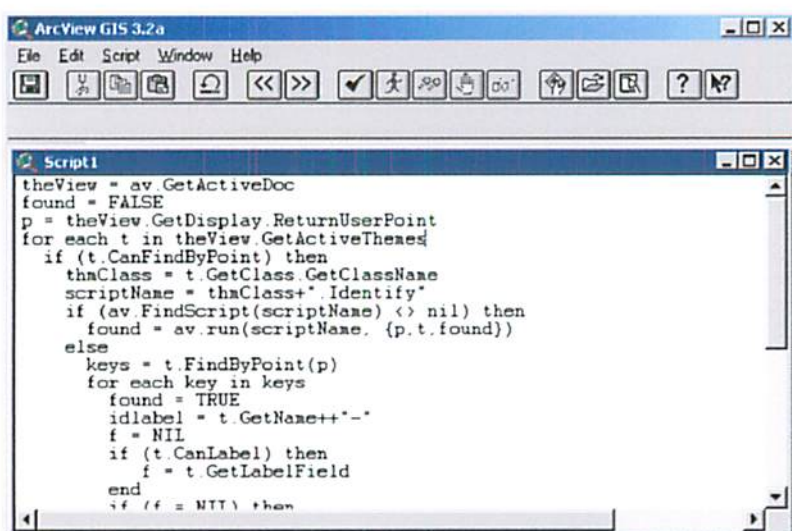 ArcView GIS 3.2a
File Edit Script Window Help
Script1
theView = av.GetActiveDoc
found = FALSE
p = theView.GetDisplay.ReturnUserPoint
for each t in theView.GetActiveThemes
if (t.CanFindByPoint) then
thmClass = t.GetClass.GetClassName
scriptName = thmClass+".Identify"
if (av.FindScript(scriptName) <> nil) then
found = av.run(scriptName, {p,t,found})
else
keys = t.FindByPoint(p)
for each key in keys
found = TRUE
idlabel = t.GetName++"-"
f = NIL
if (t.CanLabel) then
f = t.GetLabelField
end
if (f = NIL) then